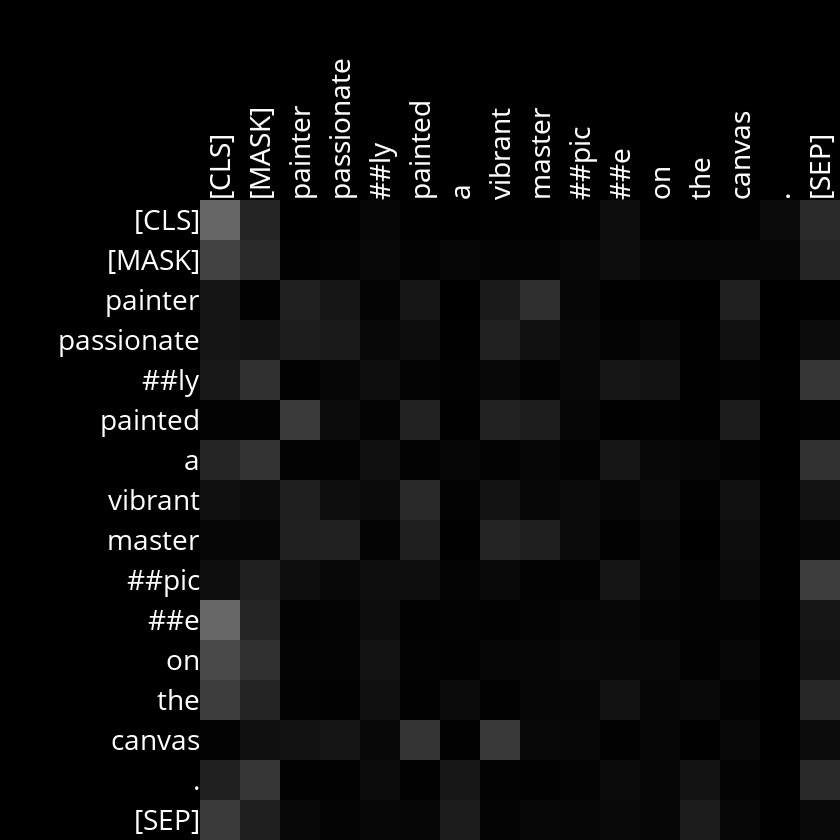 [CLS]
[MASK]
painter
passionate
##ly
painted
a
vibrant
master
##pic
##e
on
the
canvas
.
[SEP]
[CLS]
[MASK]
painter
passionate
##ly
painted
a
vibrant
master
##pic
##e
on
the
canvas
.
[SEP]